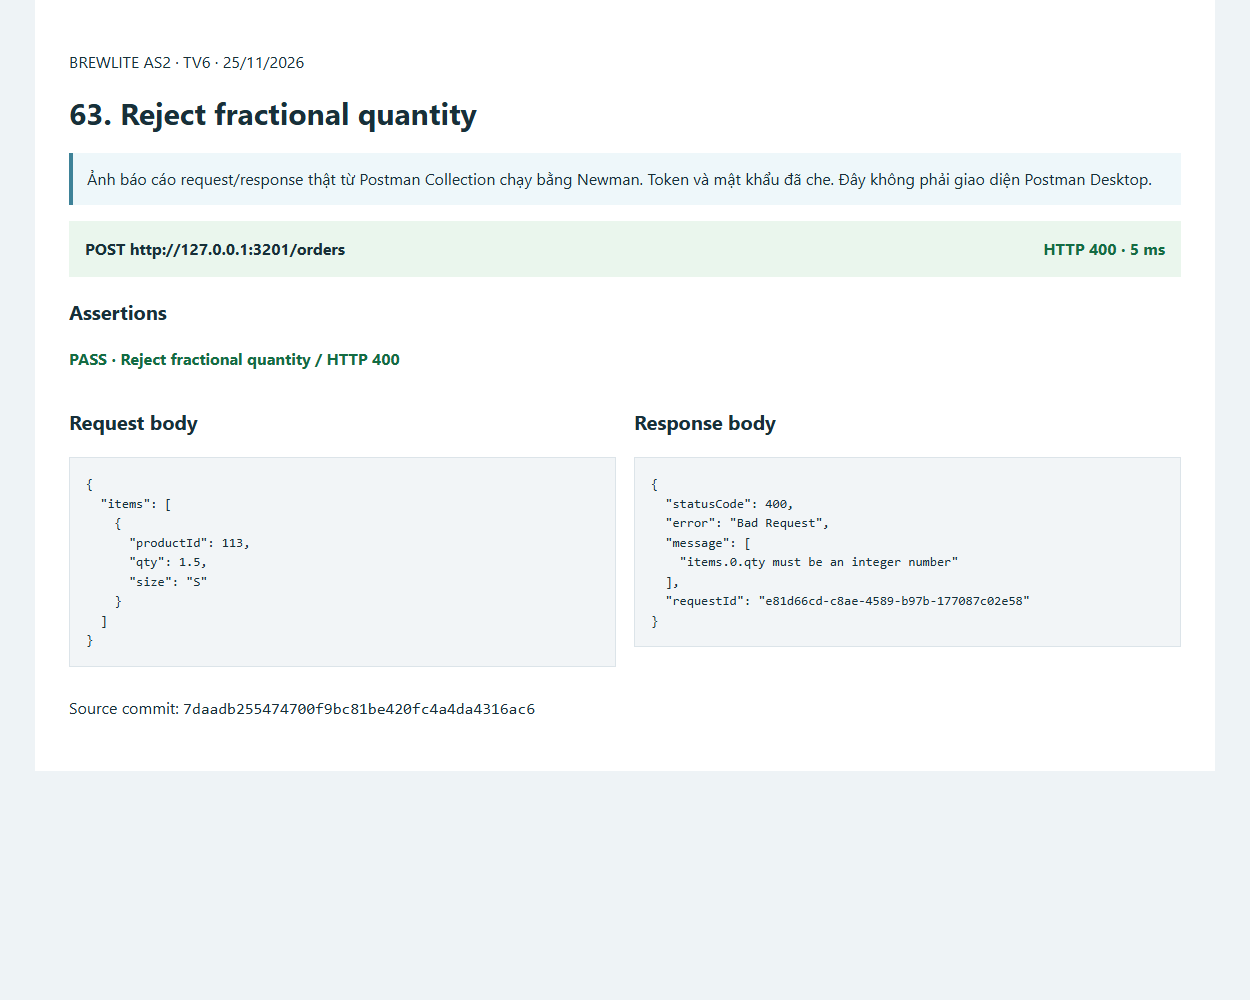 BREWLITE AS2 · TV6 · 25/11/2026
63. Reject fractional quantity
Ảnh báo cáo request/response thật từ Postman Collection chạy bằng Newman. Token và mật khẩu đã che. Đây không phải giao diện Postman Desktop.
POST http://127.0.0.1:3201/orders
HTTP 400 · 5 ms
Assertions
PASS · Reject fractional quantity / HTTP 400
Request body
{
  "items": [
    {
      "productId": 113,
      "qty": 1.5,
      "size": "S"
    }
  ]
}
Response body
{
  "statusCode": 400,
  "error": "Bad Request",
  "message": [
    "items.0.qty must be an integer number"
  ],
  "requestId": "e81d66cd-c8ae-4589-b97b-177087c02e58"
}
Source commit: 7daadb255474700f9bc81be420fc4a4da4316ac6